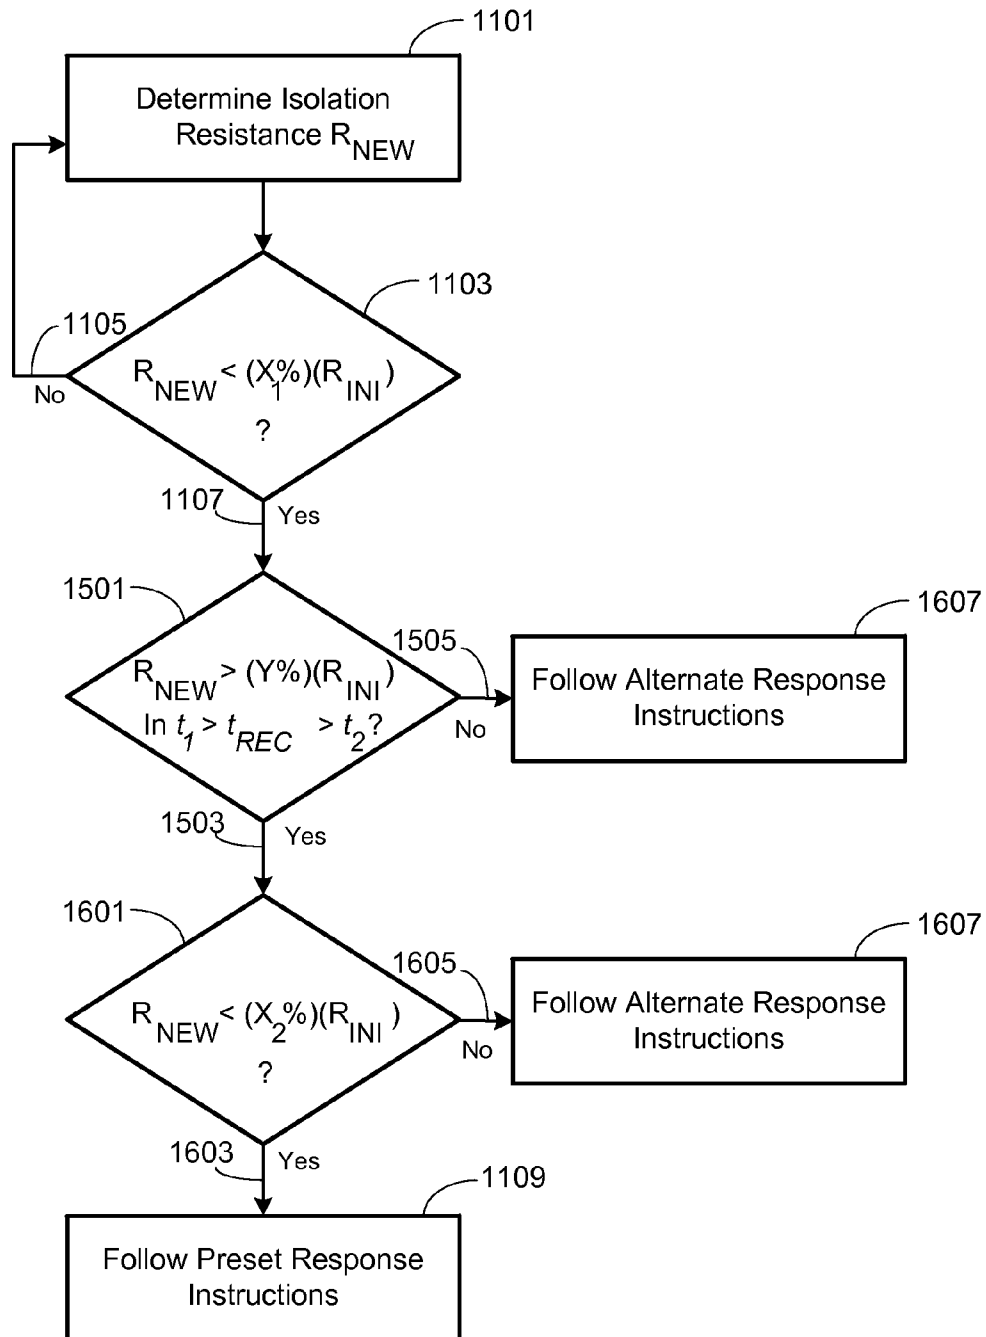 1101
Determine Isolation
Resistance R_NEW
1103
1105
R_NEW < (X_1%)(R_INI)
No
?
1107
Yes
1501
1607
1505
R_NEW > (Y%)(R_INI)
In t_1 > t_REC > t_2?
No
Follow Alternate Response
Instructions
1503
Yes
1601
1607
1605
R_NEW < (X_2%)(R_INI)
?
No
Follow Alternate Response
Instructions
1603
Yes
1109
Follow Preset Response
Instructions